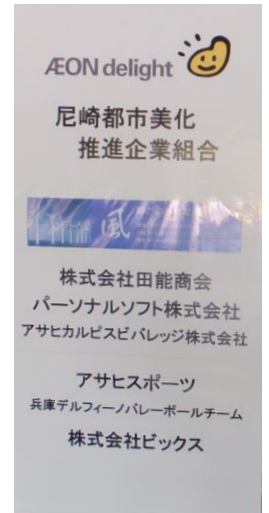 ÆON delight
尼崎都市美化
推進企業組合
風
株式会社田能商会
パーソナルソフト株式会社
アサヒカルピスビバレッジ株式会社
アサヒスポーツ
兵庫デルフィーノバレーボールチーム
株式会社ビックス